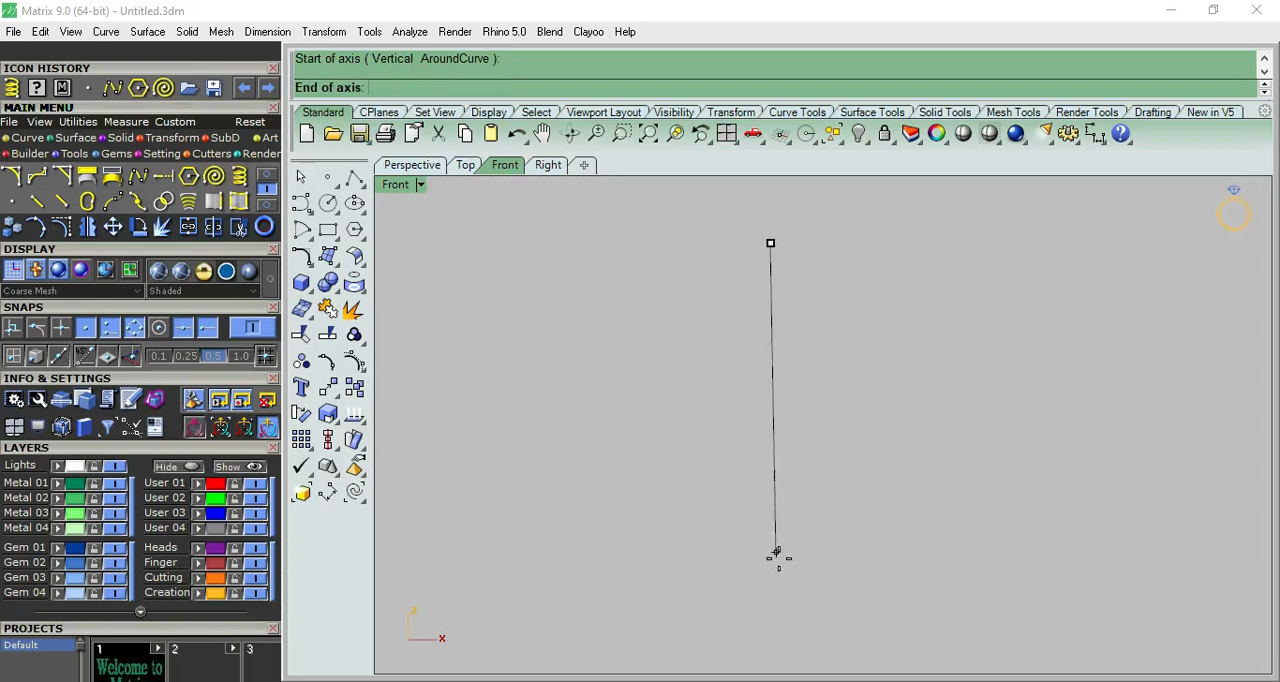 Matrix 9.0 (64-bit) - Untitled.3dm
File Edit View Curve Surface Solid Mesh Dimension Transform Tools Analyze Render Rhino 5.0 Blend Clayoo Help
ICON HISTORY
MAIN MENU
File View Utilities Measure Custom Reset
Curve Surface Solid Transform SubD Art
Builder Tools Gems Setting Cutters Render
DISPLAY
Coarse Mesh Shaded
SNAPS
0.1 0.25 0.5 1.0
INFO & SETTINGS
LAYERS
Lights Hide Show
Metal 01 User 01
Metal 02 User 02
Metal 03 User 03
Metal 04 User 04
Gem 01 Heads
Gem 02 Finger
Gem 03 Cutting
Gem 04 Creation
PROJECTS
Default 1 2 3
Welcome to
Start of axis ( Vertical AroundCurve ):
End of axis:
Standard CPlanes Set View Display Select Viewport Layout Visibility Transform Curve Tools Surface Tools Solid Tools Mesh Tools Render Tools Drafting New in V5
Perspective Top Front Right
Front
z
x